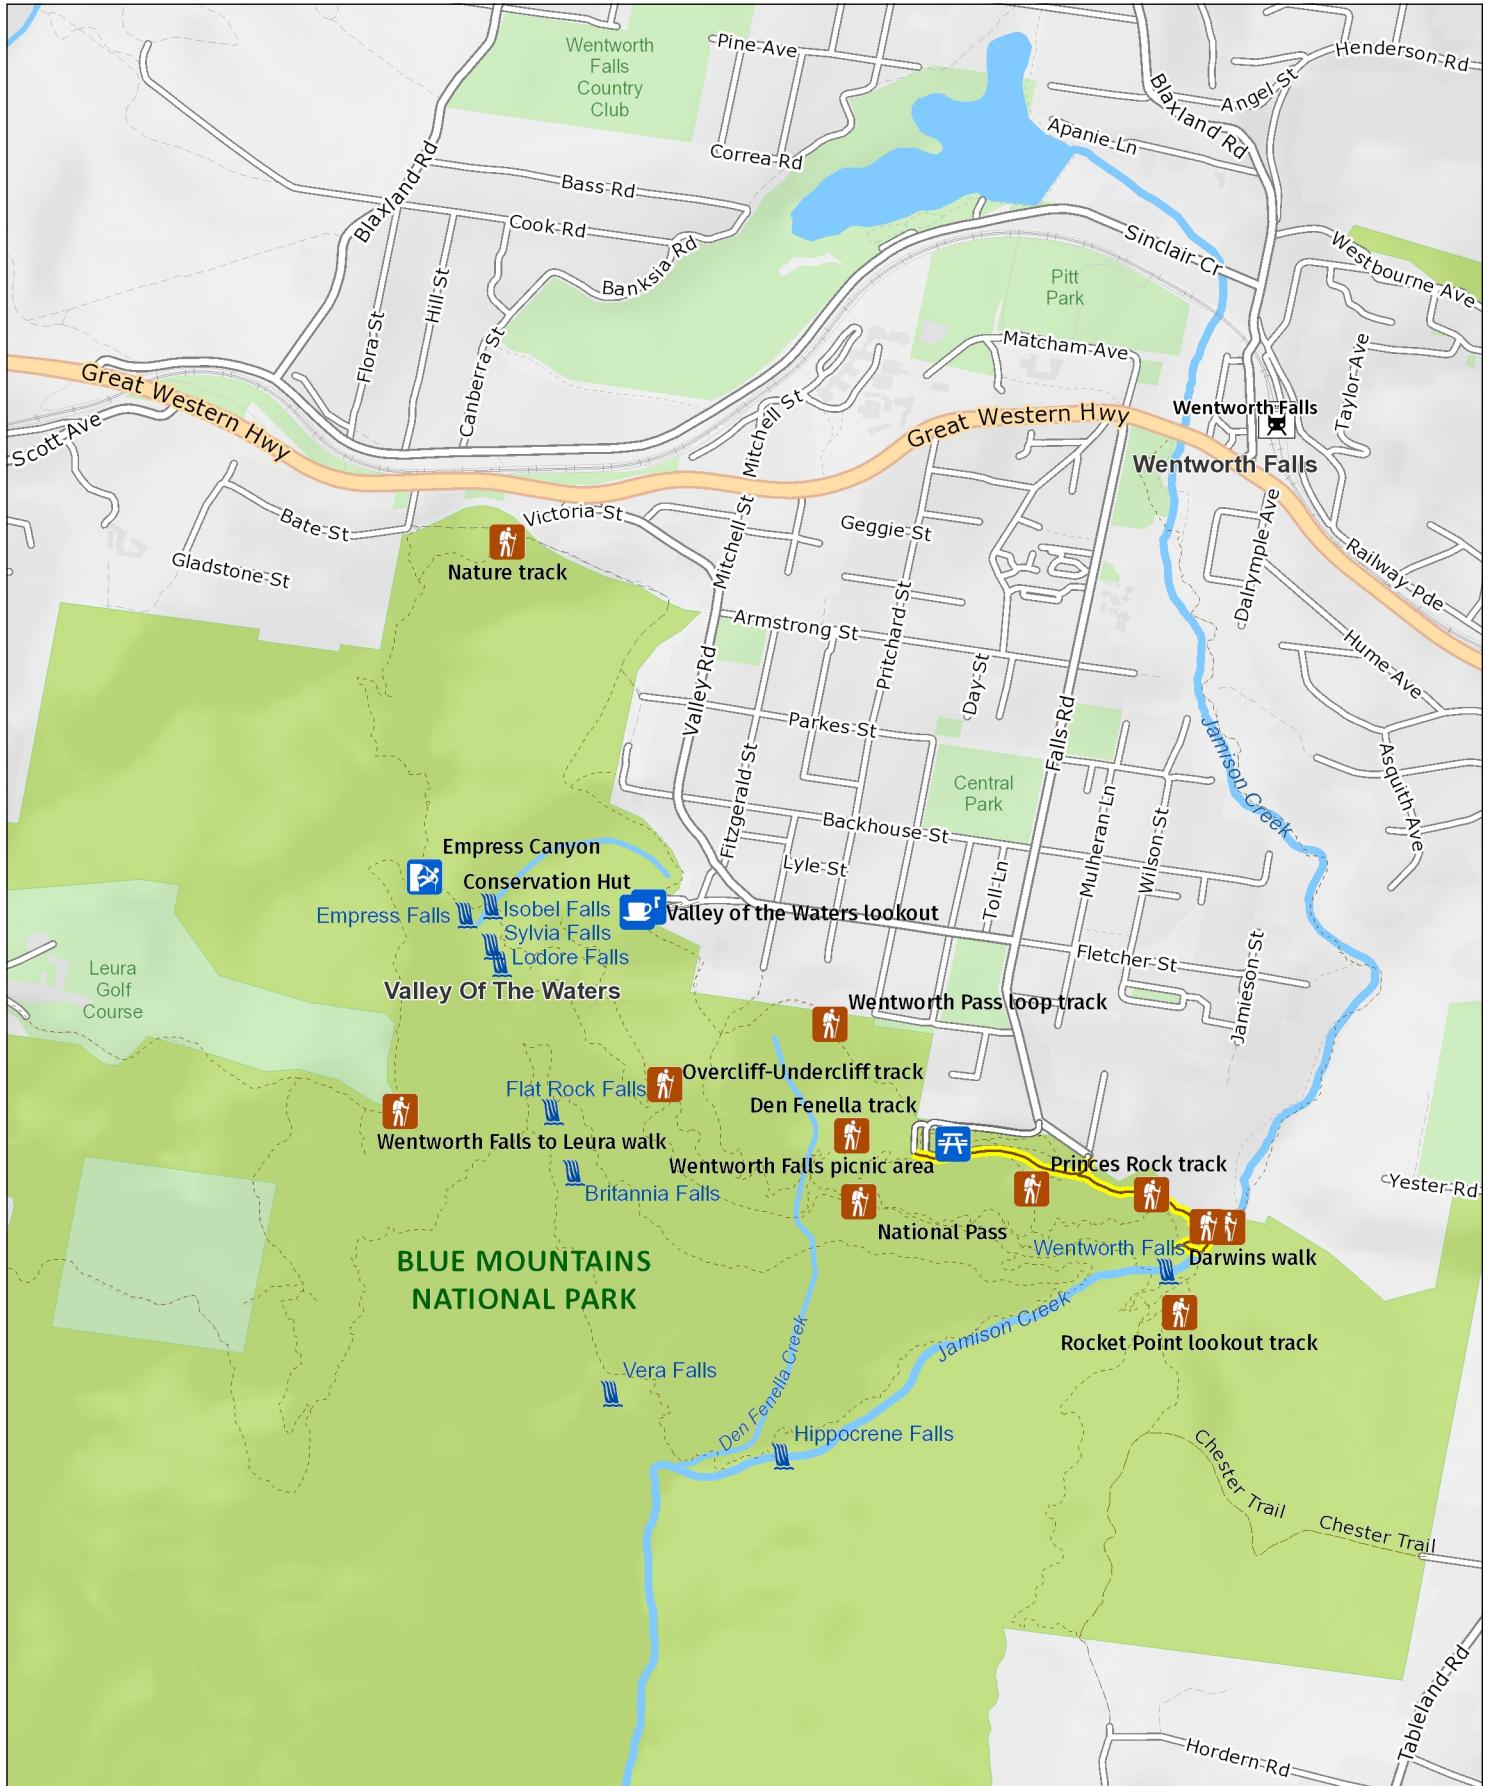 Pine Ave
Wentworth
Falls
Country
Club
Henderson Rd
Angel St
Blaxland Rd
Apanie Ln
Correa Rd
Bass Rd
Blaxland Rd
Cook Rd
Banksia Rd
Sinclair Cr
Westbourne Ave
Pitt
Park
Hill St
Flora St
Canberra St
Matcham Ave
Taylor Ave
Great Western Hwy
Mitchell St
Great Western Hwy
Wentworth Falls
Wentworth Falls
Scott Ave
Bate St
Victoria St
Mitchell St
Geggie St
Dalrymple Ave
Railway Pde
Gladstone St
Nature track
Armstrong St
Pritchard St
Day St
Hume Ave
Valley Rd
Parkes St
Falls Rd
Jamison Creek
Asquith Ave
Fitzgerald St
Central
Park
Backhouse St
Mulheran Ln
Wilson St
Empress Canyon
Lyle St
Toll Ln
Conservation Hut
Empress Falls
Isobel Falls
Valley of the Waters lookout
Sylvia Falls
Lodore Falls
Fletcher St
Jamieson St
Leura
Golf
Course
Valley Of The Waters
Wentworth Pass loop track
Overcliff-Undercliff track
Flat Rock Falls
Den Fenella track
Wentworth Falls to Leura walk
Wentworth Falls picnic area
Princes Rock track
Yester Rd
Britannia Falls
National Pass
Wentworth Falls
Darwins walk
BLUE MOUNTAINS
NATIONAL PARK
Jamison Creek
Rocket Point lookout track
Vera Falls
Den Fenella Creek
Hippocrene Falls
Chester Trail
Chester Trail
Tableland Rd
Hordern Rd